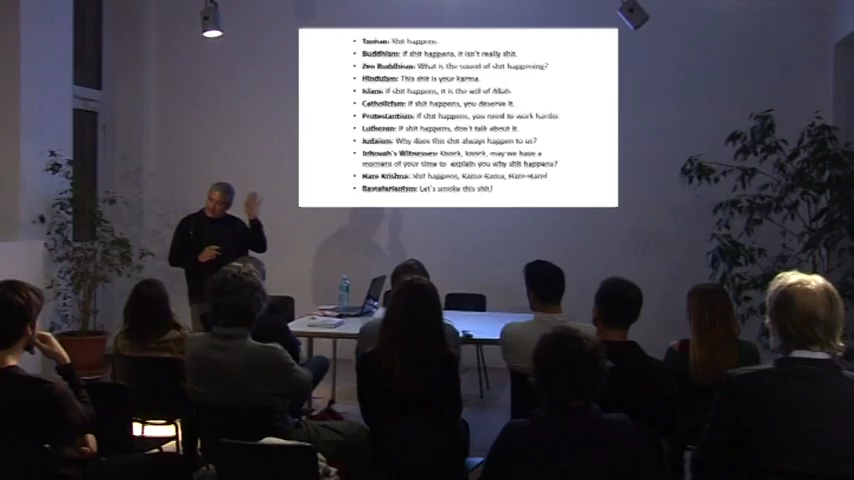 • Taoism: Shit happens.
• Buddhism: If shit happens, it isn't really shit.
• Zen Buddhism: What is the sound of shit happening?
• Hinduism: This shit is your karma.
• Islam: If shit happens, it is the will of Allah.
• Catholicism: If shit happens, you deserve it.
• Protestantism: If shit happens, you need to work harder.
• Lutheran: If shit happens, don't talk about it.
• Judaism: Why does this shit always happen to us?
• Jehovah's Witnesses: Knock, knock, may we have a
moment of your time to explain you why shit happens?
• Hare Krishna: Shit happens, Rama-Rama, Hare-Hare!
• Rastafarianism: Let's smoke this shit!